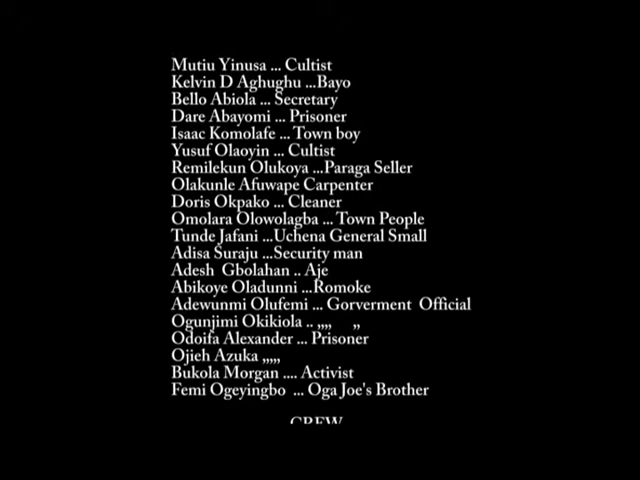 Mutiu Yinusa ... Cultist
Kelvin D Aghughu ...Bayo
Bello Abiola ... Secretary
Dare Abayomi ... Prisoner
Isaac Komolafe ... Town boy
Yusuf Olaoyin ... Cultist
Remilekun Olukoya ...Paraga Seller
Olakunle Afuwape Carpenter
Doris Okpako ... Cleaner
Omolara Olowolagba ... Town People
Tunde Jafani ...Uchena General Small
Adisa Suraju ...Security man
Adesh  Gbolahan .. Aje
Abikoye Oladunni ...Romoke
Adewunmi Olufemi ... Gorverment  Official
Ogunjimi Okikiola .. ,,,,     ,,
Odoifa Alexander ... Prisoner
Ojieh Azuka ,,,,,
Bukola Morgan .... Activist
Femi Ogeyingbo  ... Oga Joe's Brother
CREW